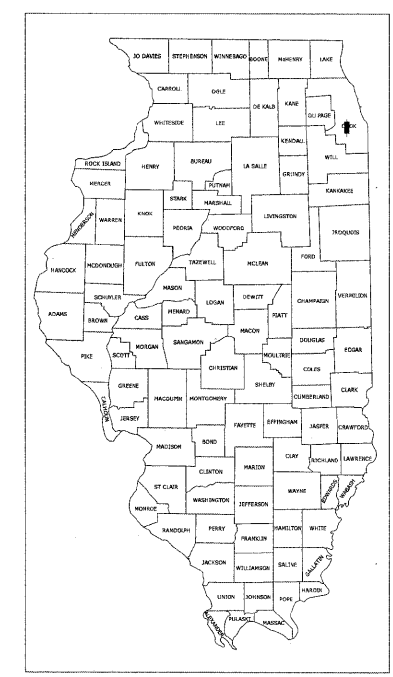 JO DAVIES STEPHENSON WINNEBAGO BOONE McHENRY LAKE
CARROLL OGLE DE KALB KANE
DU PAGE
WHITESIDE LEE
KENDALL
WILL
ROCK ISLAND HENRY BUREAU LA SALLE GRUNDY
MERCER PUTNAM
KANKAKEE
STARK MARSHALL
HENDERSON WARREN KNOX PEORIA WOODFORD LIVINGSTON
IROQUOIS
FORD
HANCOCK MCDONOUGH FULTON TAZEWELL MCLEAN
MASON
SCHUYLER LOGAN DEWITT CHAMPAIGN VERMILION
ADAMS BROWN CASS MENARD PIATT
MACON
PIKE SCOTT MORGAN SANGAMON DOUGLAS EDGAR
MOULTRIE
CHRISTIAN COLES
SHELBY
GREENE CLARK
CALHOUN MACOUPIN MONTGOMERY CUMBERLAND
JERSEY FAYETTE EFFINGHAM JASPER CRAWFORD
MADISON BOND
CLAY RICHLAND LAWRENCE
CLINTON MARION
ST CLAIR WAYNE EDWARDS WABASH
WASHINGTON JEFFERSON
MONROE
RANDOLPH PERRY HAMILTON WHITE
FRANKLIN
JACKSON SALINE GALLATIN
WILLIAMSON
UNION JOHNSON POPE HARDIN
ALEXANDER PULASKI MASSAC